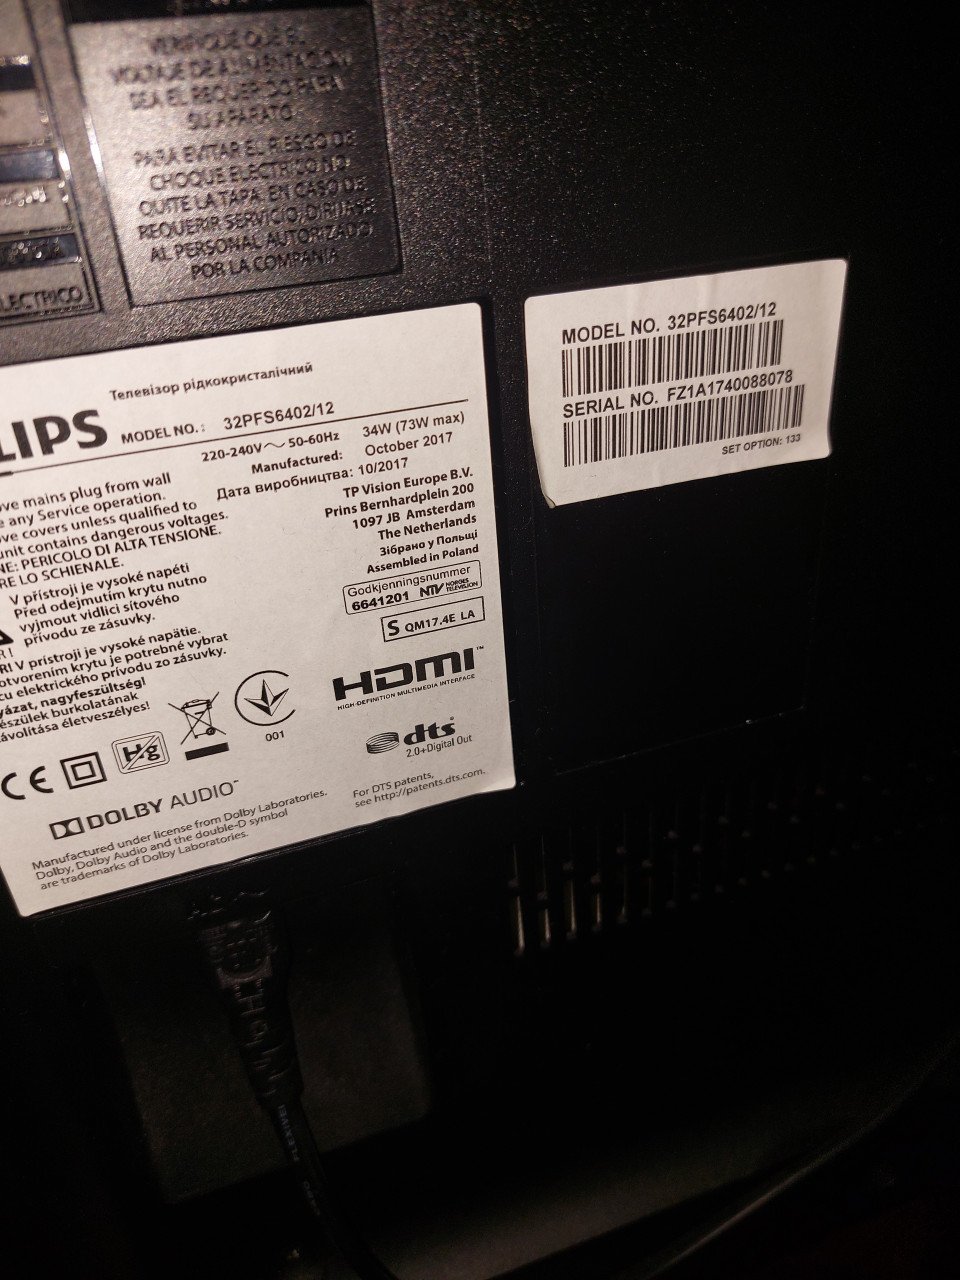 VERIFIQUE QUE EL
VOLTAJE DE ALIMENTACION
SEA EL REQUERIDO PARA
SU APARATO
PARA EVITAR EL RIESGO DE
CHOQUE ELECTRICO NO
QUITE LA TAPA. EN CASO DE
REQUERIR SERVICIO, DIRIJASE
AL PERSONAL AUTORIZADO
POR LA COMPAÑIA
ELECTRICO
Телевізор рідкокристалічний
LIPS MODEL NO.: 32PFS6402/12
220-240V~ 50-60Hz 34W (73W max)
Manufactured: October 2017
Дата виробництва: 10/2017
TP Vision Europe B.V.
Prins Bernhardplein 200
1097 JB Amsterdam
The Netherlands
Зібрано у Польщі
Assembled in Poland
Godkjenningsnummer
6641201 NTV NORGES TELEVISJON
S QM17.4E LA
ove mains plug from wall
e any Service operation.
ove covers unless qualified to
unit contains dangerous voltages.
NE: PERICOLO DI ALTA TENSIONE.
RE LO SCHIENALE.
V přístroji je vysoké napětí
Před odejmutím krytu nutno
vyjmout vidlici síťového
přívodu ze zásuvky.
R! V prístroji je vysoké napätie.
otvorením krytu je potrebné vybrat
cu elektrického prívodu zo zásuvky.
yázat, nagyfeszültség!
észülék burkolatának
ávolítása életveszélyes!
HDMI™
HIGH-DEFINITION MULTIMEDIA INTERFACE
001
CE Hg
dts®
2.0+Digital Out
DOLBY AUDIO™
For DTS patents,
see http://patents.dts.com.
Manufactured under license from Dolby Laboratories.
Dolby, Dolby Audio and the double-D symbol
are trademarks of Dolby Laboratories.
MODEL NO. 32PFS6402/12
SERIAL NO. FZ1A1740088078
SET OPTION: 133